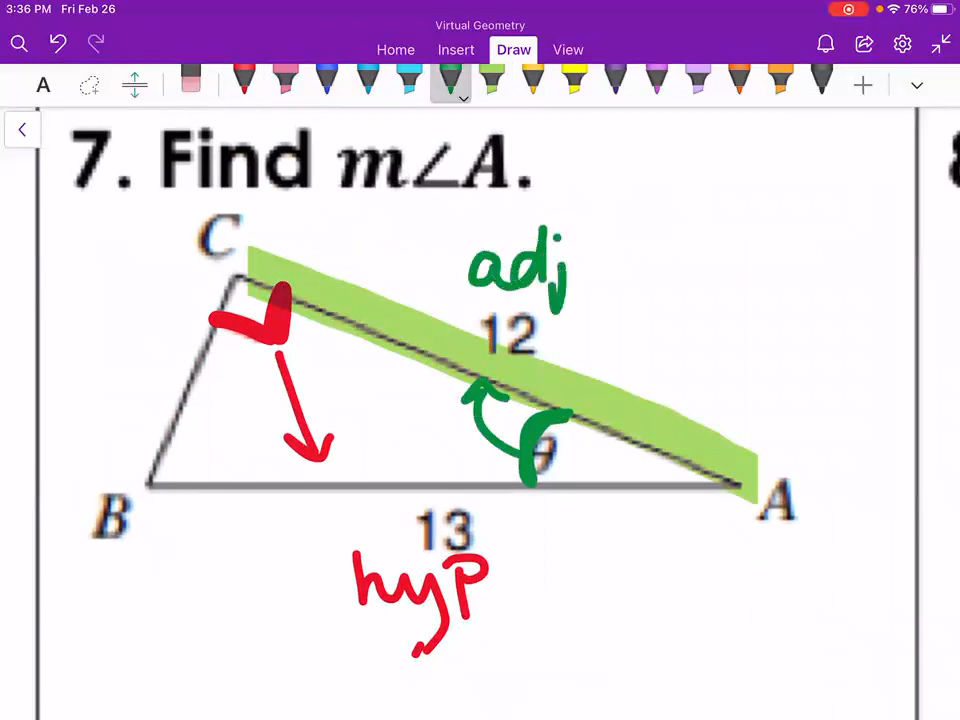 3:36 PM Fri Feb 26
76%
Virtual Geometry
Home Insert Draw View
A
7. Find m∠A.
C
adj
12
θ
B
A
13
hyp